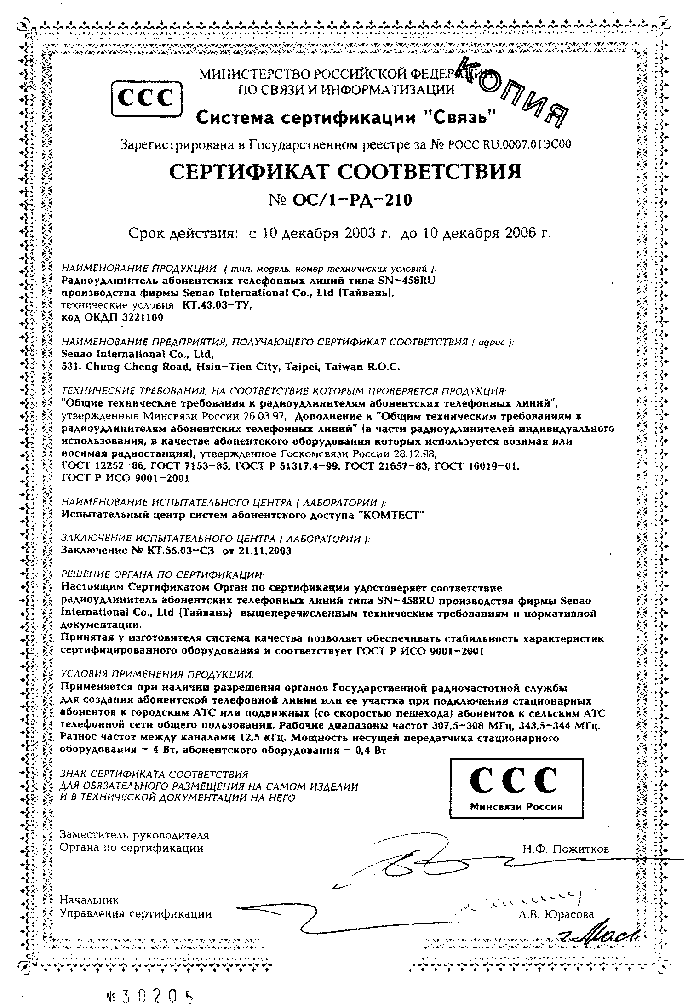 МИНИСТЕРСТВО РОССИЙСКОЙ ФЕДЕРАЦИИ
КОПИЯ
ПО СВЯЗИ И ИНФОРМАТИЗАЦИИ
ССС
Система сертификации "Связь"
Зарегистрирована в Государственном реестре за № РОСС RU.0007.01ЭС00
СЕРТИФИКАТ СООТВЕТСТВИЯ
№ ОС/1-РД-210
Срок действия: с 10 декабря 2003 г. до 10 декабря 2006 г.
НАИМЕНОВАНИЕ ПРОДУКЦИИ ( тип, модель, номер технических условий ):
Радиоудлинитель абонентских телефонных линий типа SN-458RU
производства фирмы Senao International Co., Ltd (Тайвань),
технические условия КТ.43.03-ТУ,
код ОКДП 3221100
НАИМЕНОВАНИЕ ПРЕДПРИЯТИЯ, ПОЛУЧАЮЩЕГО СЕРТИФИКАТ СООТВЕТСТВИЯ ( адрес ):
Senao International Co., Ltd,
531, Chung Cheng Road, Hsin-Tien City, Taipei, Taiwan R.O.C.
ТЕХНИЧЕСКИЕ ТРЕБОВАНИЯ, НА СООТВЕТСТВИЕ КОТОРЫМ ПРОВЕРЯЕТСЯ ПРОДУКЦИЯ:
"Общие технические требования к радиоудлинителям абонентских телефонных линий",
утвержденные Минсвязи России 26.03.97, Дополнение к "Общим техническим требованиям к
радиоудлинителям абонентских телефонных линий" (в части радиоудлинителей индивидуального
использования, в качестве абонентского оборудования которых используется возимая или
носимая радиостанция), утвержденное Госкомсвязи России 28.12.98,
ГОСТ 12252-86, ГОСТ 7153-85, ГОСТ Р 51317.4-99, ГОСТ 21657-83, ГОСТ 16019-01,
ГОСТ Р ИСО 9001-2001
НАИМЕНОВАНИЕ ИСПЫТАТЕЛЬНОГО ЦЕНТРА ( ЛАБОРАТОРИИ ):
Испытательный центр систем абонентского доступа "КОМТЕСТ"
ЗАКЛЮЧЕНИЕ ИСПЫТАТЕЛЬНОГО ЦЕНТРА ( ЛАБОРАТОРИИ ):
Заключение № КТ.55.03-СЗ от 21.11.2003
РЕШЕНИЕ ОРГАНА ПО СЕРТИФИКАЦИИ:
Настоящим Сертификатом Орган по сертификации удостоверяет соответствие
радиоудлинитель абонентских телефонных линий типа SN-458RU производства фирмы Senao
International Co., Ltd (Тайвань) вышеперечисленным техническим требованиям и нормативной
документации.
Принятая у изготовителя система качества позволяет обеспечивать стабильность характеристик
сертифицированного оборудования и соответствует ГОСТ Р ИСО 9001-2001
УСЛОВИЯ ПРИМЕНЕНИЯ ПРОДУКЦИИ:
Применяется при наличии разрешения органов Государственной радиочастотной службы
для создания абонентской телефонной линии или ее участка при подключении стационарных
абонентов к городским АТС или подвижных (со скоростью пешехода) абонентов к сельским АТС
телефонной сети общего пользования. Рабочие диапазоны частот 307,5-308 МГц, 343,5-344 МГц.
Разнос частот между каналами 12,5 кГц. Мощность несущей передатчика стационарного
оборудования - 4 Вт, абонентского оборудования - 0,4 Вт
ЗНАК СЕРТИФИКАТА СООТВЕТСТВИЯ
ДЛЯ ОБЯЗАТЕЛЬНОГО РАЗМЕЩЕНИЯ НА САМОМ ИЗДЕЛИИ
И В ТЕХНИЧЕСКОЙ ДОКУМЕНТАЦИИ НА НЕГО
ССС
Минсвязи России
Заместитель руководителя
Органа по сертификации
Н.Ф. Пожитков
Начальник
Управления сертификации
А.В. Юрасова
30205